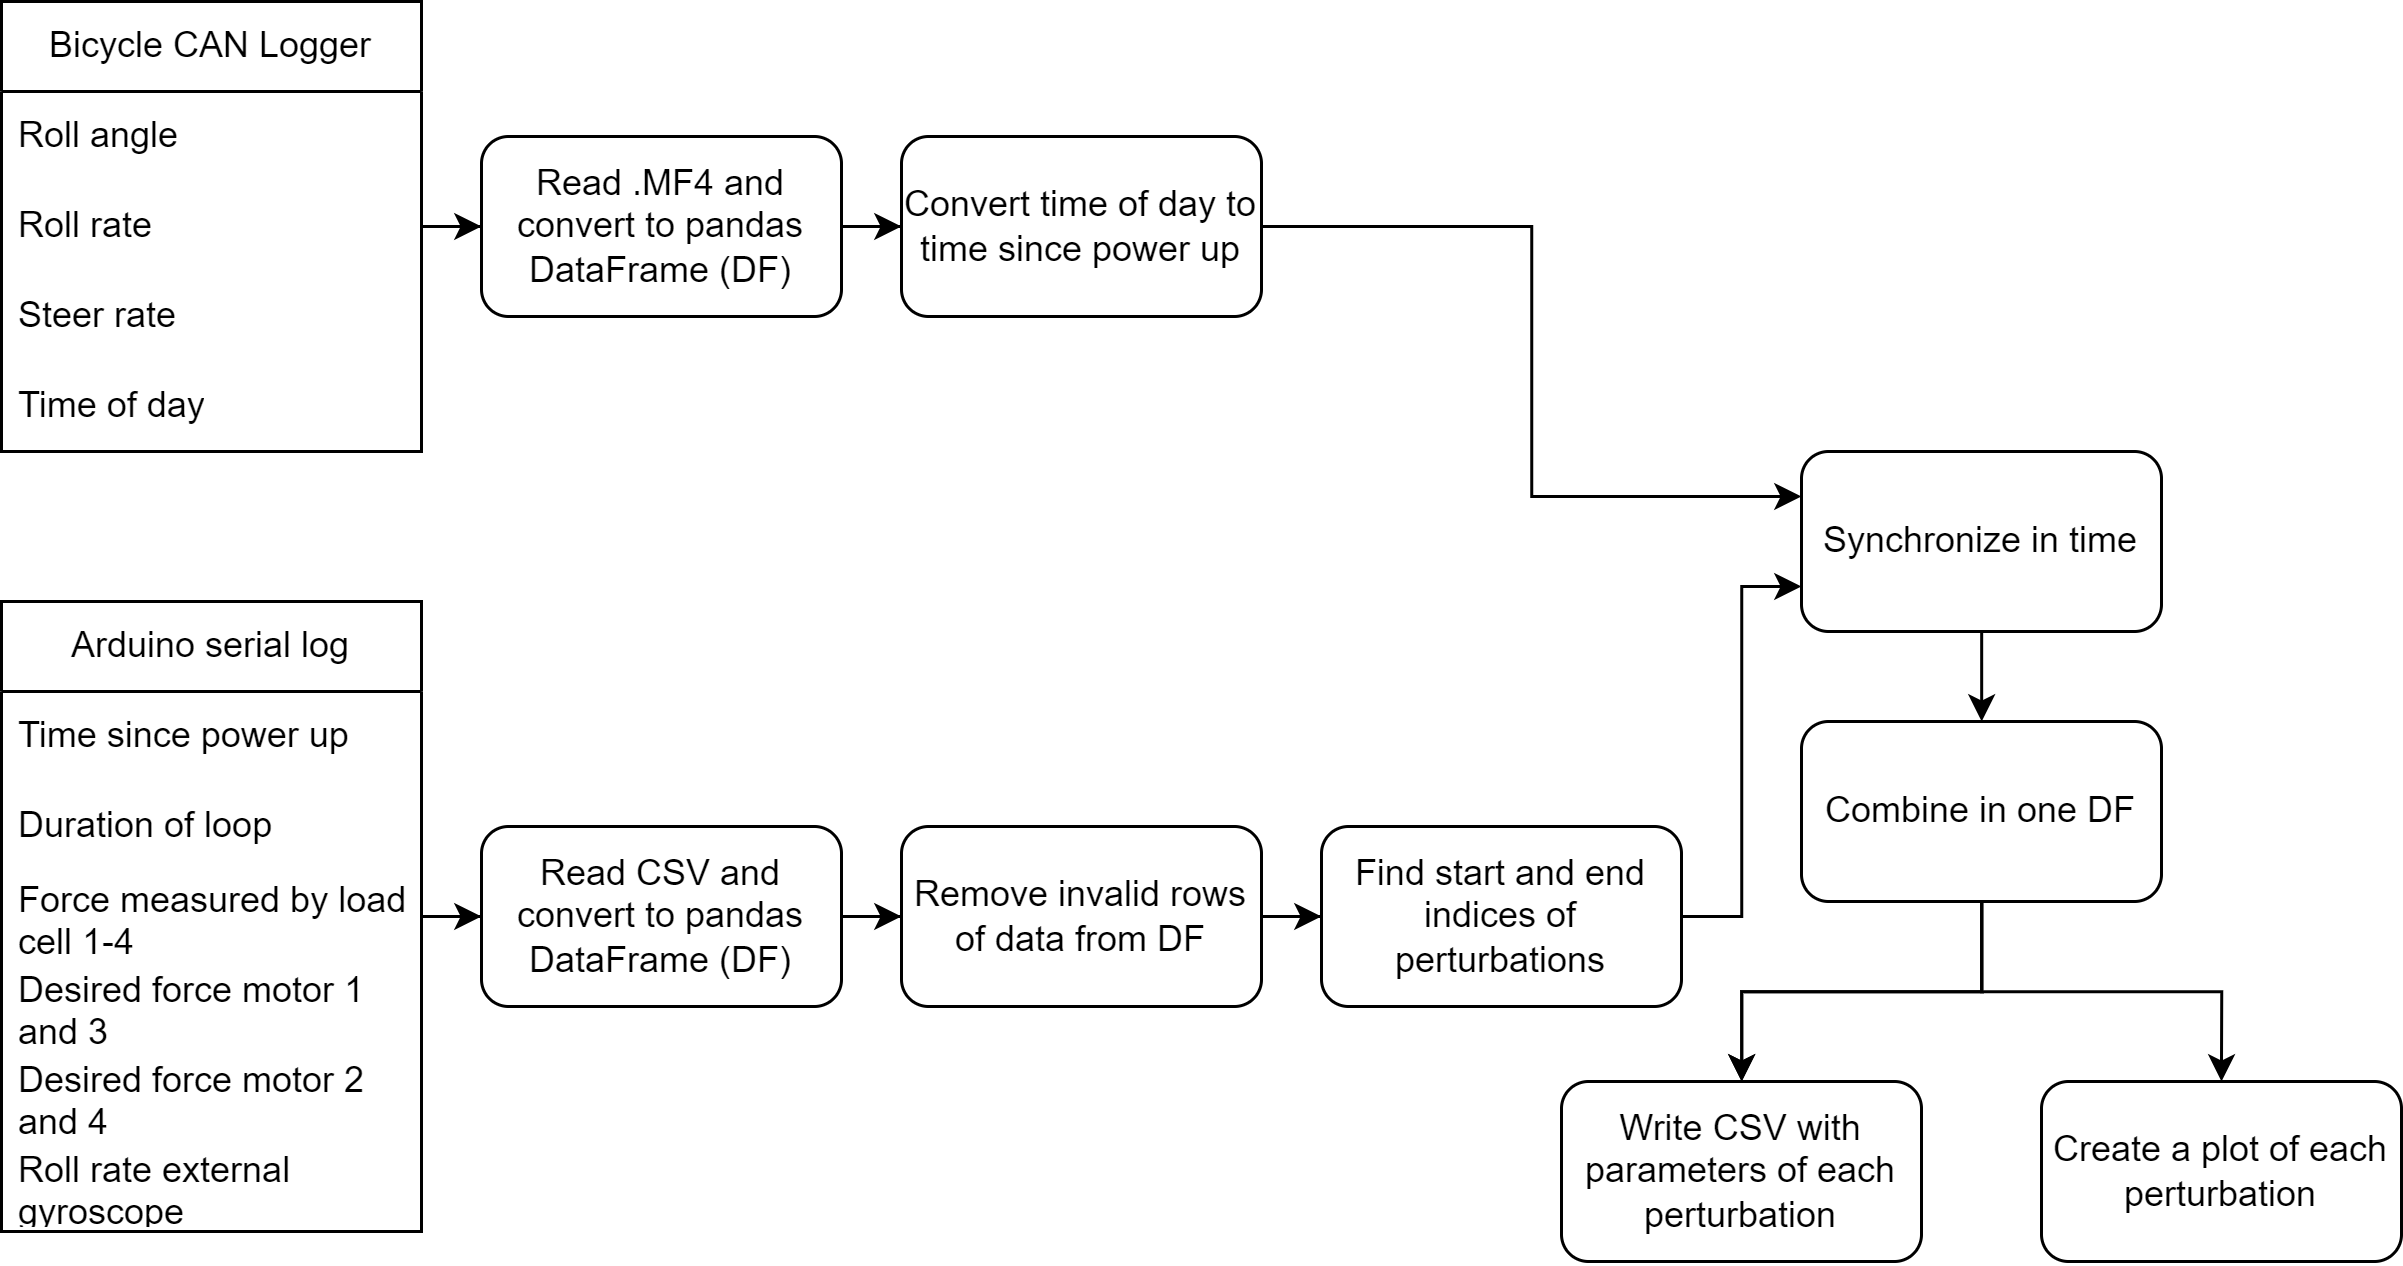 Bicycle CAN Logger
Roll angle
Roll rate
Steer rate
Time of day
Read .MF4 and
convert to pandas
DataFrame (DF)
Convert time of day to
time since power up
Synchronize in time
Arduino serial log
Time since power up
Duration of loop
Force measured by load
cell 1-4
Desired force motor 1
and 3
Desired force motor 2
and 4
Roll rate external
gyroscope
Read CSV and
convert to pandas
DataFrame (DF)
Remove invalid rows
of data from DF
Find start and end
indices of
perturbations
Combine in one DF
Write CSV with
parameters of each
perturbation
Create a plot of each
perturbation